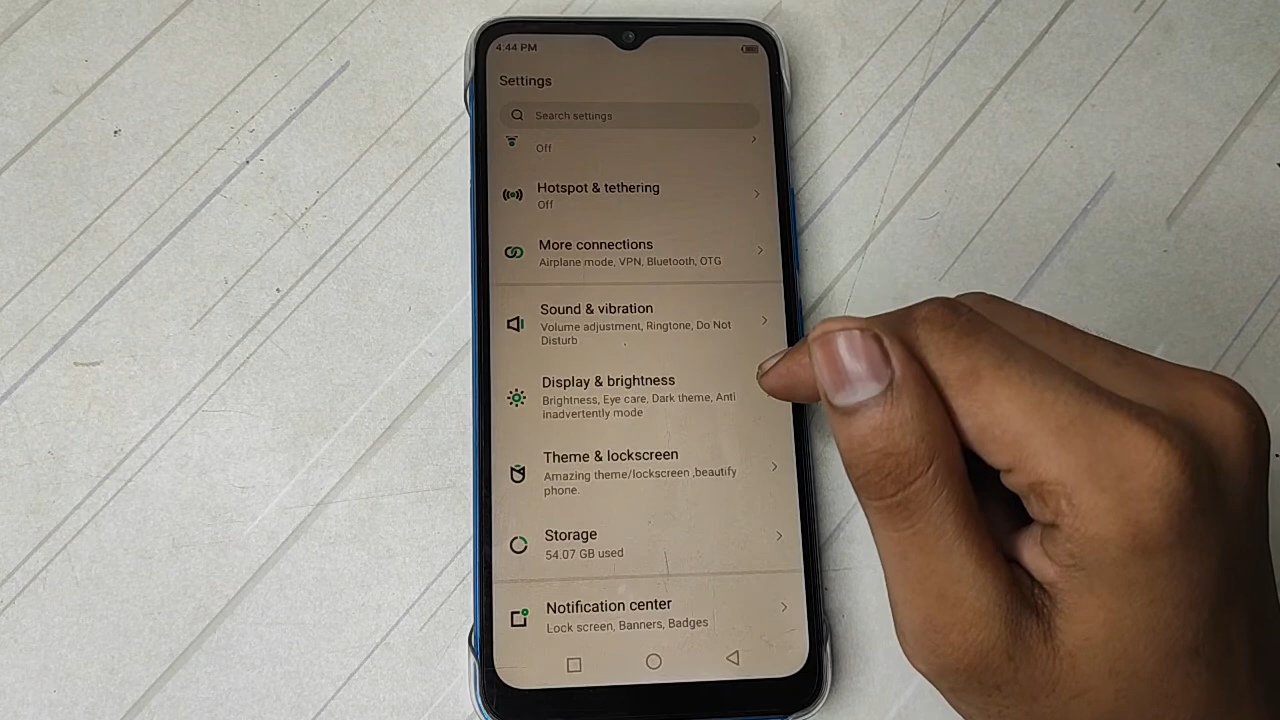 4:44 PM
Settings
Search settings
Off
Hotspot & tethering
Off
More connections
Airplane mode, VPN, Bluetooth, OTG
Sound & vibration
Volume adjustment, Ringtone, Do Not
Disturb
Display & brightness
Brightness, Eye care, Dark theme, Anti
inadvertently mode
Theme & lockscreen
Amazing theme/lockscreen ,beautify
phone.
Storage
54.07 GB used
Notification center
Lock screen, Banners, Badges